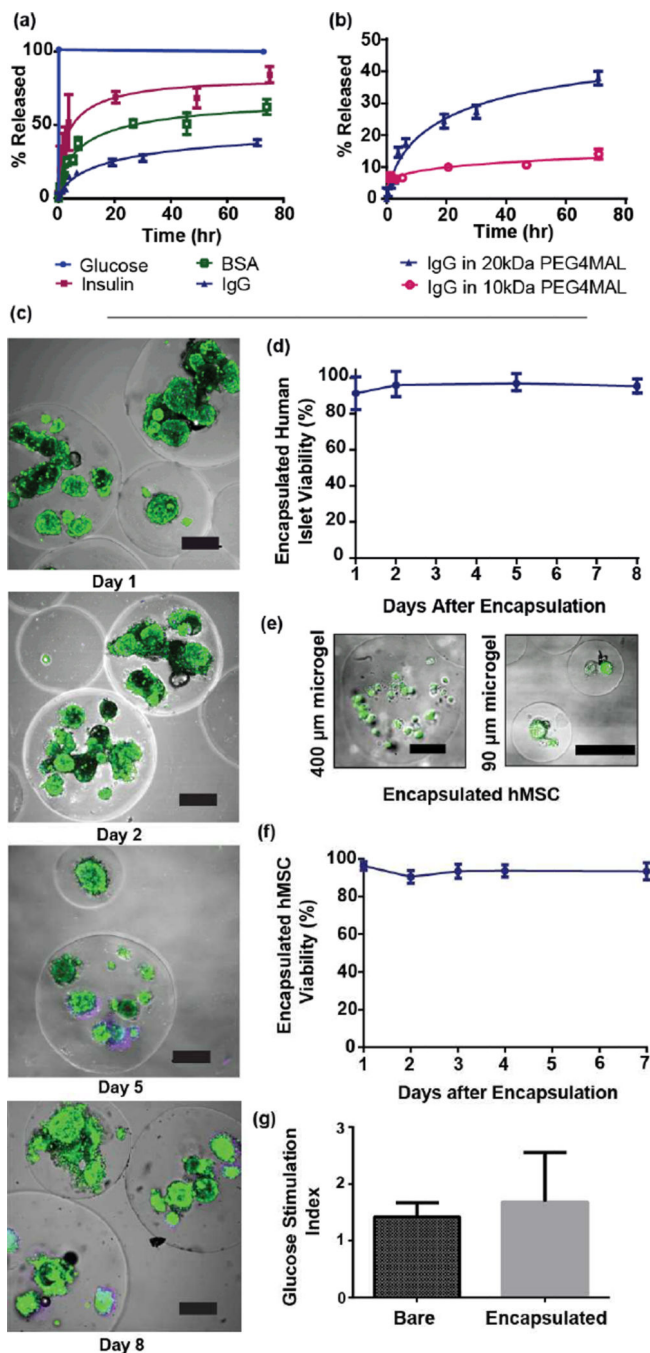 (a)
% Released
100
50
0
0 20 40 60 80
Time (hr)
Glucose
BSA
Insulin
IgG
(b)
% Released
50
40
30
20
10
0
0 20 40 60 80
Time (hr)
IgG in 20kDa PEG4MAL
IgG in 10kDa PEG4MAL
(c)
Day 1
Day 2
Day 5
Day 8
(d)
Encapsulated Human
Islet Viability (%)
100
80
60
40
20
0
1 2 3 4 5 6 7 8
Days After Encapsulation
(e)
400 µm microgel
90 µm microgel
Encapsulated hMSC
(f)
Encapsulated hMSC
Viability (%)
100
80
60
40
20
0
1 2 3 4 5 6 7
Days after Encapsulation
(g)
Glucose Stimulation
Index
3
2
1
0
Bare
Encapsulated